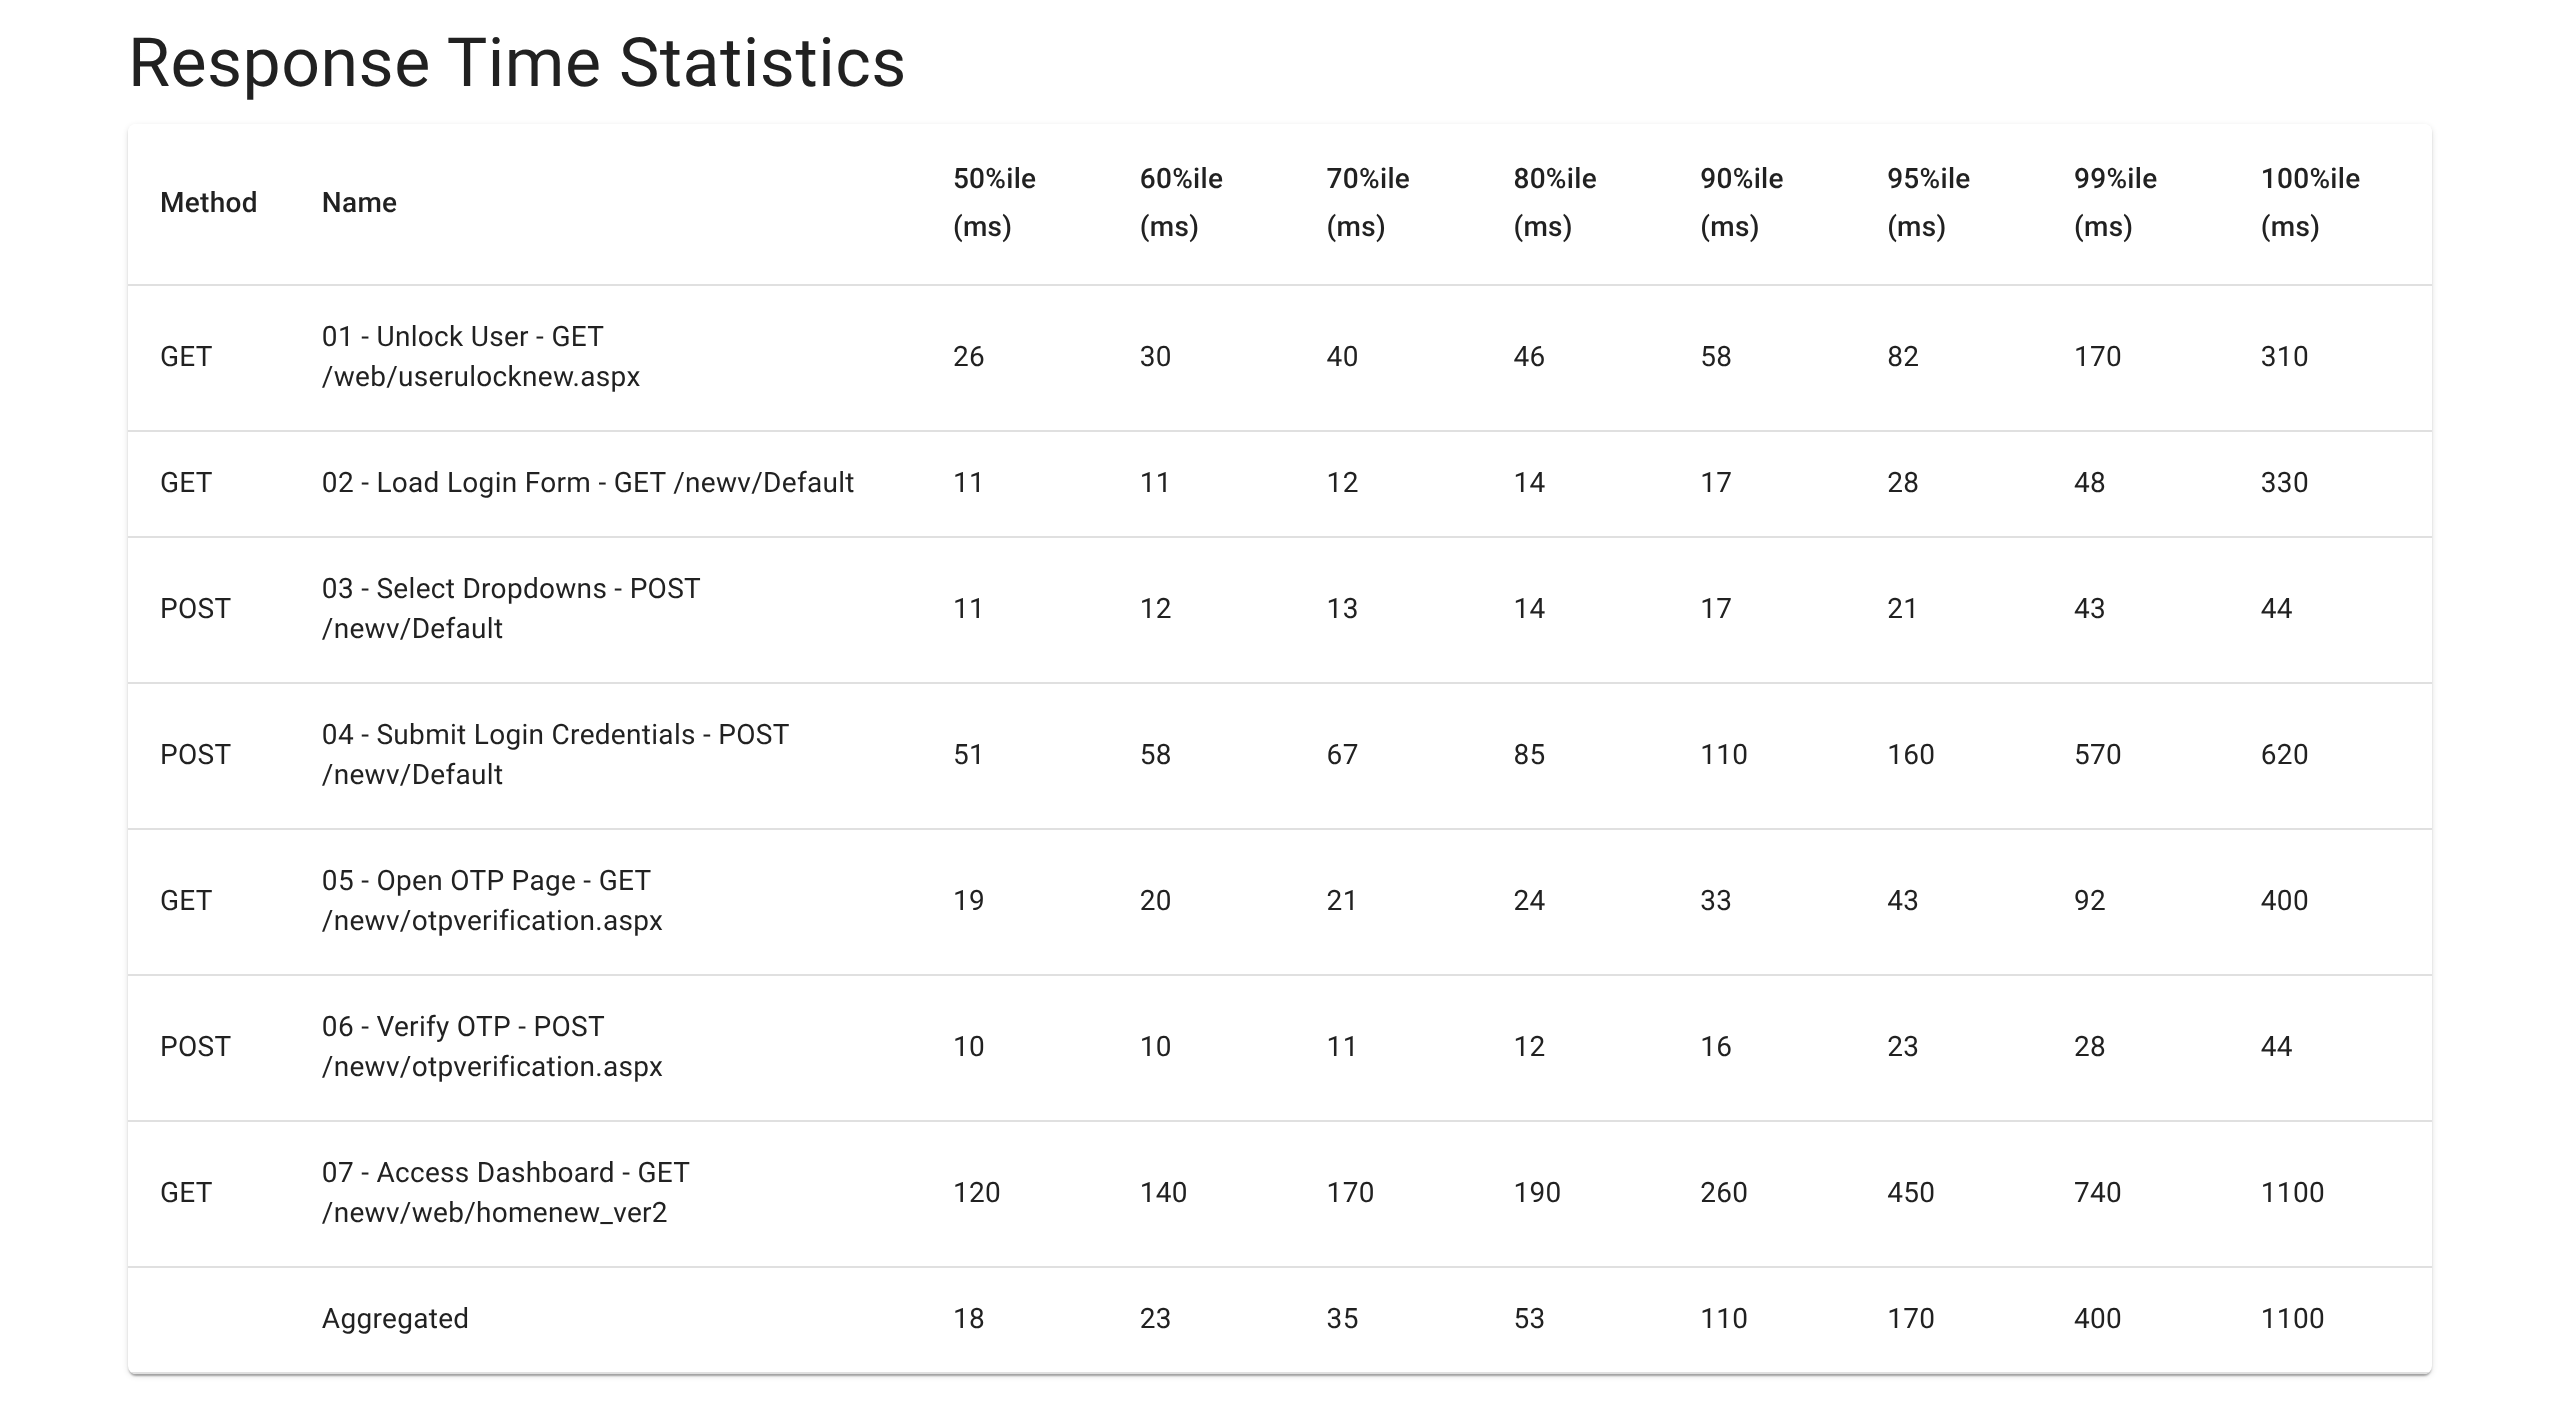 Response Time Statistics
Method Name 50%ile (ms) 60%ile (ms) 70%ile (ms) 80%ile (ms) 90%ile (ms) 95%ile (ms) 99%ile (ms) 100%ile (ms)
GET 01 - Unlock User - GET /web/userulocknew.aspx 26 30 40 46 58 82 170 310
GET 02 - Load Login Form - GET /newv/Default 11 11 12 14 17 28 48 330
POST 03 - Select Dropdowns - POST /newv/Default 11 12 13 14 17 21 43 44
POST 04 - Submit Login Credentials - POST /newv/Default 51 58 67 85 110 160 570 620
GET 05 - Open OTP Page - GET /newv/otpverification.aspx 19 20 21 24 33 43 92 400
POST 06 - Verify OTP - POST /newv/otpverification.aspx 10 10 11 12 16 23 28 44
GET 07 - Access Dashboard - GET /newv/web/homenew_ver2 120 140 170 190 260 450 740 1100
Aggregated 18 23 35 53 110 170 400 1100